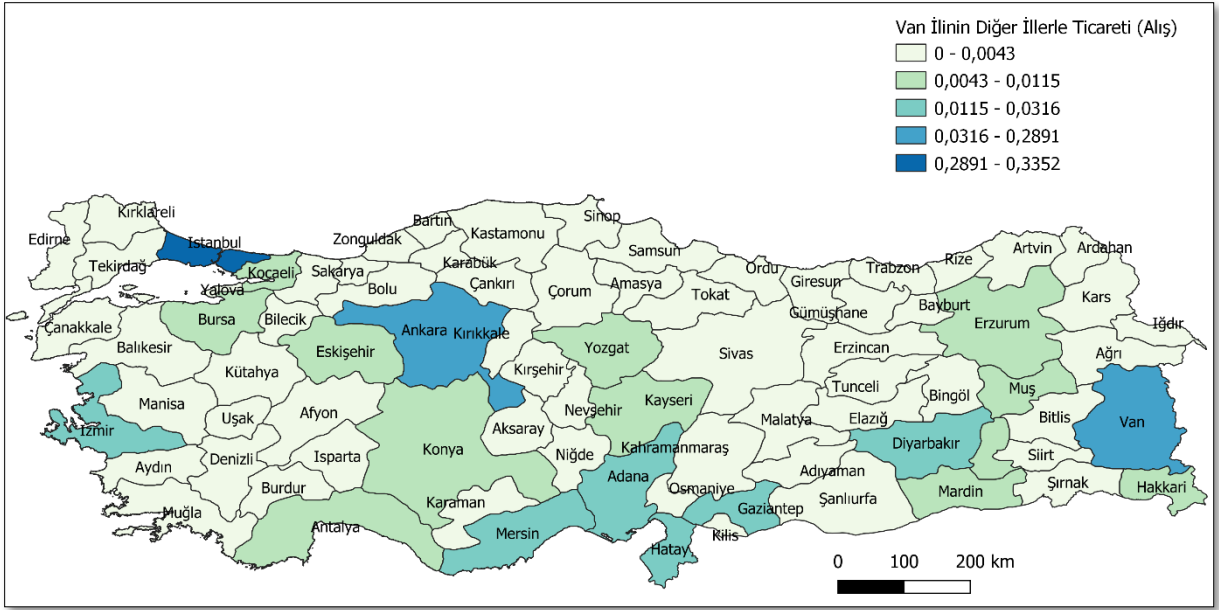 Van İlinin Diğer İllerle Ticareti (Alış)
0 - 0,0043
0,0043 - 0,0115
0,0115 - 0,0316
0,0316 - 0,2891
0,2891 - 0,3352
Kırklareli
Edirne
Tekirdağ
İstanbul
Koçaeli
Yalova
Sakarya
Zonguldak
Bartın
Kastamonu
Karabük
Sinop
Samsun
Ordu
Giresun
Trabzon
Rize
Artvin
Ardahan
Kars
Iğdır
Bolu
Çankırı
Çorum
Amasya
Tokat
Gümüşhane
Bayburt
Erzurum
Çanakkale
Balıkesir
Bursa
Bilecik
Eskişehir
Ankara
Kırıkkale
Yozgat
Sivas
Erzincan
Ağrı
Kütahya
Kırşehir
Tunceli
Bingöl
Muş
Manisa
Uşak
Afyon
Nevşehir
Kayseri
Malatya
Elazığ
Bitlis
Van
İzmir
Konya
Aksaray
Kahramanmaraş
Diyarbakır
Siirt
Aydın
Denizli
Isparta
Niğde
Adana
Adıyaman
Mardin
Şırnak
Hakkari
Burdur
Karaman
Osmaniye
Şanlıurfa
Muğla
Antalya
Mersin
Gaziantep
Kilis
Hatay
0 100 200 km